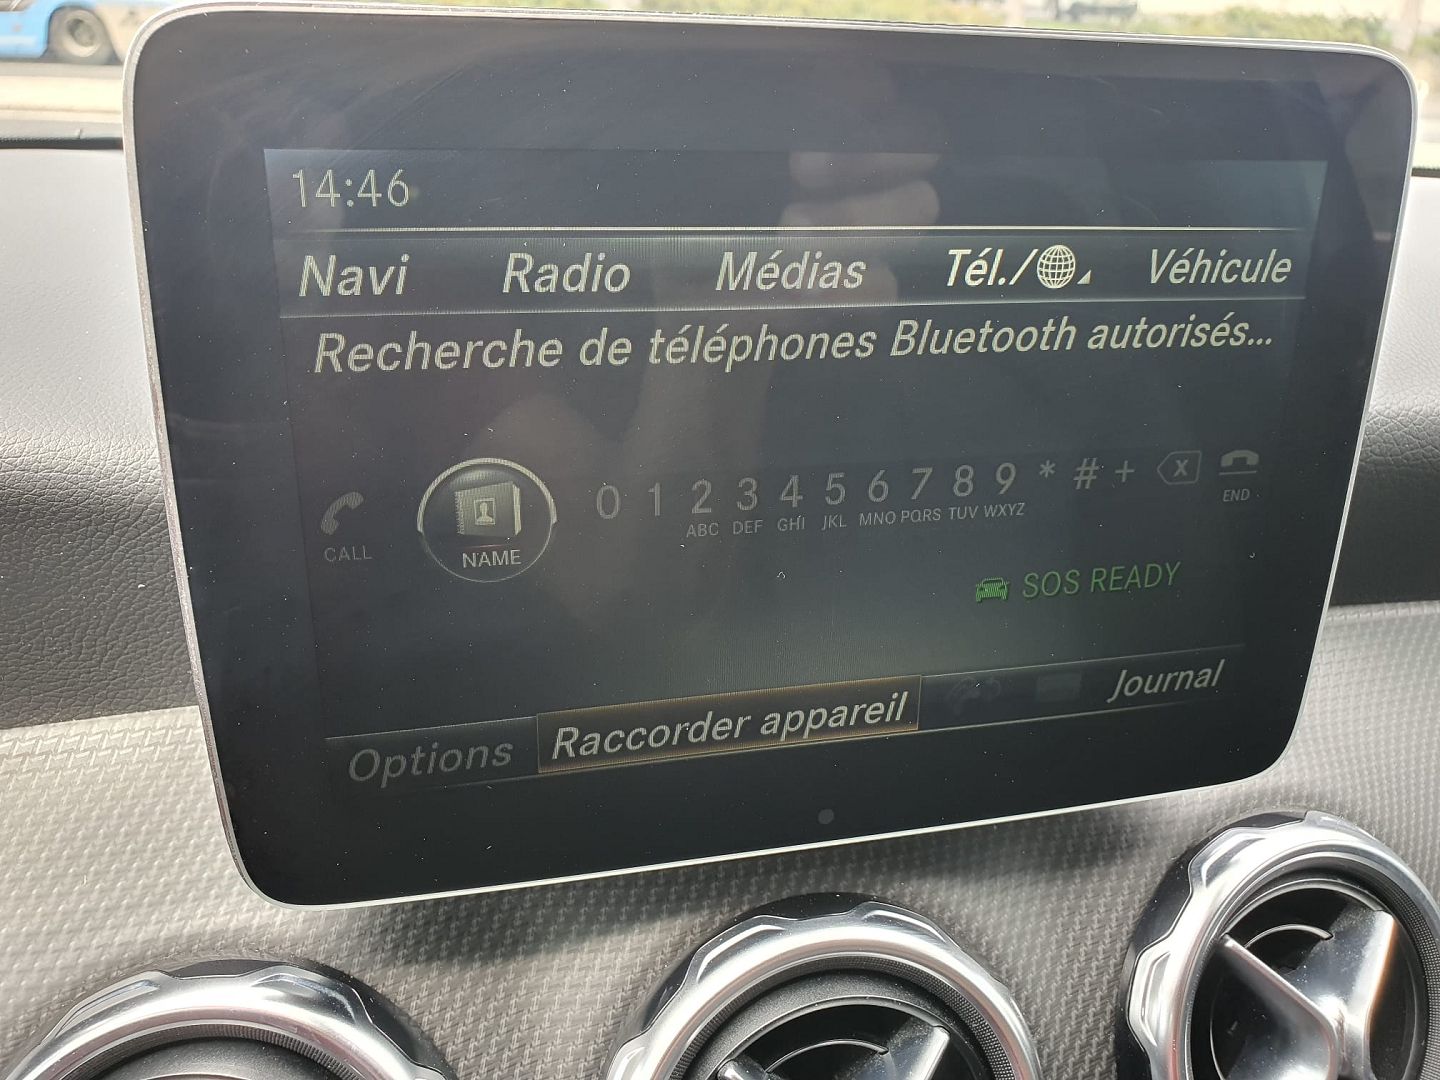 14:46
Navi Radio Médias Tél./ Véhicule
Recherche de téléphones Bluetooth autorisés...
CALL
NAME
0 1 2 3 4 5 6 7 8 9 * # + X
ABC DEF GHI JKL MNO PQRS TUV WXYZ
END
SOS READY
Options Raccorder appareil Journal